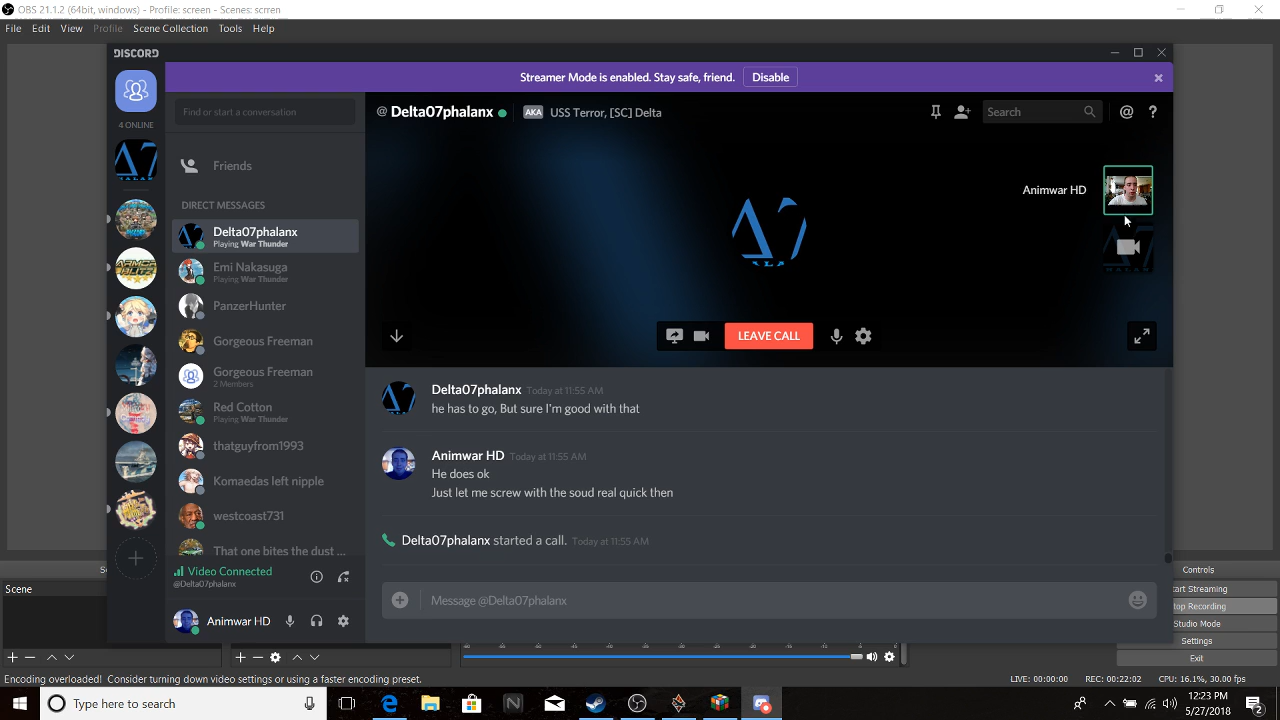 OBS 21.1.2 (64bit, windows) - Profile: screen - Scenes: scren
File Edit View Profile Scene Collection Tools Help
DISCORD
Streamer Mode is enabled. Stay safe, friend. Disable
Find or start a conversation
@ Delta07phalanx AKA USS Terror, [SC] Delta
Search
4 ONLINE
Friends
DIRECT MESSAGES
Delta07phalanx
Playing War Thunder
Emi Nakasuga
Playing War Thunder
PanzerHunter
Gorgeous Freeman
Gorgeous Freeman
2 Members
Red Cotton
Playing War Thunder
thatguyfrom1993
Komaedas left nipple
westcoast731
That one bites the dust ...
Video Connected
@Delta07phalanx
Animwar HD
Animwar HD
LEAVE CALL
Delta07phalanx Today at 11:55 AM
he has to go, But sure I'm good with that
Animwar HD Today at 11:55 AM
He does ok
Just let me screw with the soud real quick then
Delta07phalanx started a call. Today at 11:55 AM
Message @Delta07phalanx
Scene
Controls
tart Streaming
top Recording
Studio Mode
Settings
Exit
Encoding overloaded! Consider turning down video settings or using a faster encoding preset.
LIVE: 00:00:00 REC: 00:22:02 CPU: 16.1%, 30.00 fps
Type here to search
12:23 PM
5/27/2018
2